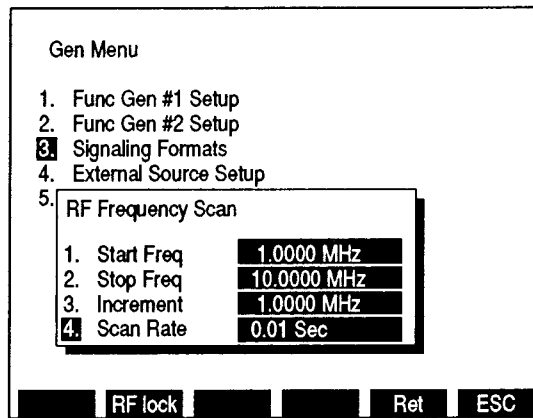 Gen Menu
1. Func Gen #1 Setup
2. Func Gen #2 Setup
3. Signaling Formats
4. External Source Setup
5.
RF Frequency Scan
1. Start Freq 1.0000 MHz
2. Stop Freq 10.0000 MHz
3. Increment 1.0000 MHz
4. Scan Rate 0.01 Sec
RF lock Ret ESC